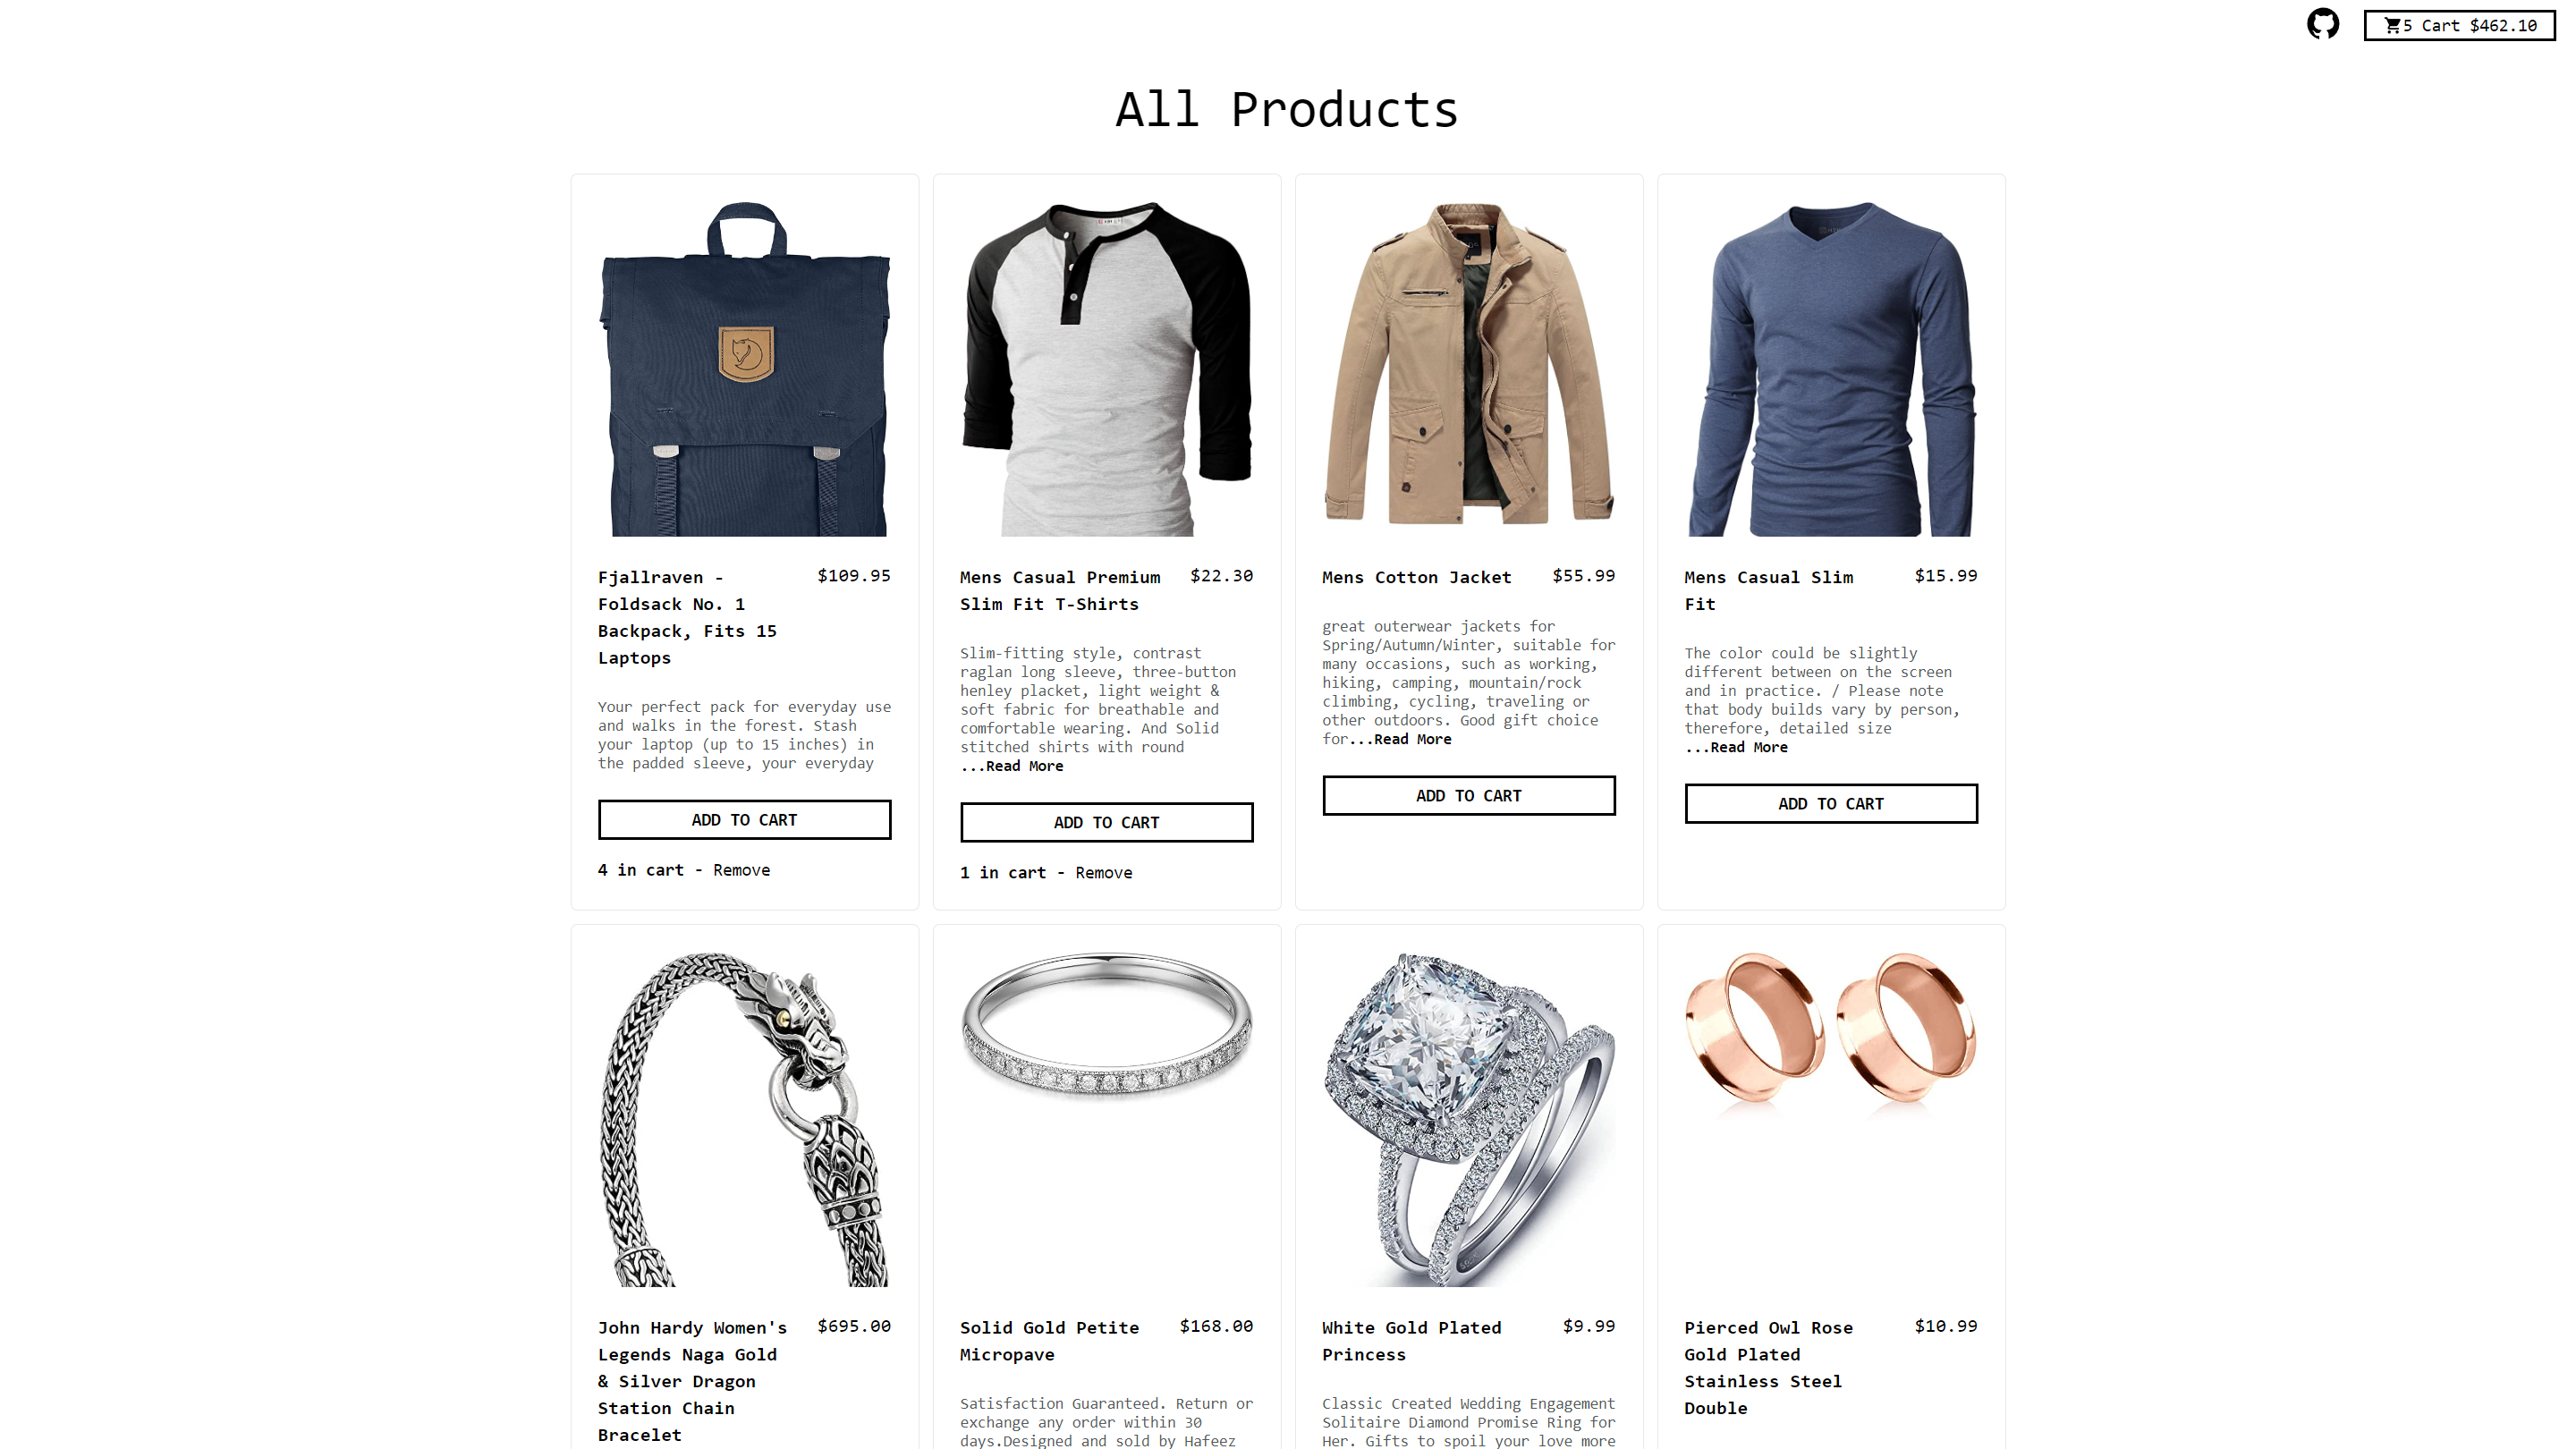 5 Cart $462.10
All Products
Fjallraven - $109.95
Foldsack No. 1
Backpack, Fits 15
Laptops
Your perfect pack for everyday use
and walks in the forest. Stash
your laptop (up to 15 inches) in
the padded sleeve, your everyday
ADD TO CART
4 in cart - Remove
Mens Casual Premium $22.30
Slim Fit T-Shirts
Slim-fitting style, contrast
raglan long sleeve, three-button
henley placket, light weight &
soft fabric for breathable and
comfortable wearing. And Solid
stitched shirts with round
...Read More
ADD TO CART
1 in cart - Remove
Mens Cotton Jacket $55.99
great outerwear jackets for
Spring/Autumn/Winter, suitable for
many occasions, such as working,
hiking, camping, mountain/rock
climbing, cycling, traveling or
other outdoors. Good gift choice
for...Read More
ADD TO CART
Mens Casual Slim $15.99
Fit
The color could be slightly
different between on the screen
and in practice. / Please note
that body builds vary by person,
therefore, detailed size
...Read More
ADD TO CART
John Hardy Women's $695.00
Legends Naga Gold
& Silver Dragon
Station Chain
Bracelet
Solid Gold Petite $168.00
Micropave
Satisfaction Guaranteed. Return or
exchange any order within 30
days.Designed and sold by Hafeez
White Gold Plated $9.99
Princess
Classic Created Wedding Engagement
Solitaire Diamond Promise Ring for
Her. Gifts to spoil your love more
Pierced Owl Rose $10.99
Gold Plated
Stainless Steel
Double